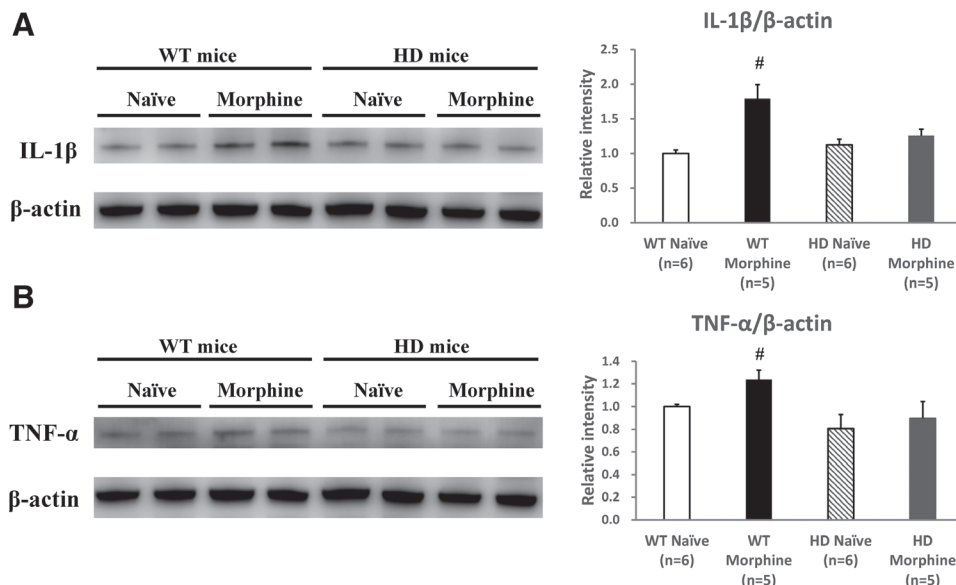 A
WT mice HD mice
Naïve Morphine Naïve Morphine
IL-1β
β-actin
IL-1β/β-actin
Relative intensity
2.5
2.0
1.5
1.0
0.5
0.0
#
WT Naïve WT HD Naïve HD
(n=6) Morphine (n=6) Morphine
(n=5) (n=5)
B
WT mice HD mice
Naïve Morphine Naïve Morphine
TNF-α
β-actin
TNF-α/β-actin
Relative intensity
1.4
1.2
1.0
0.8
0.6
0.4
0.2
0.0
#
WT Naïve WT HD Naïve HD
(n=6) Morphine (n=6) Morphine
(n=5) (n=5)